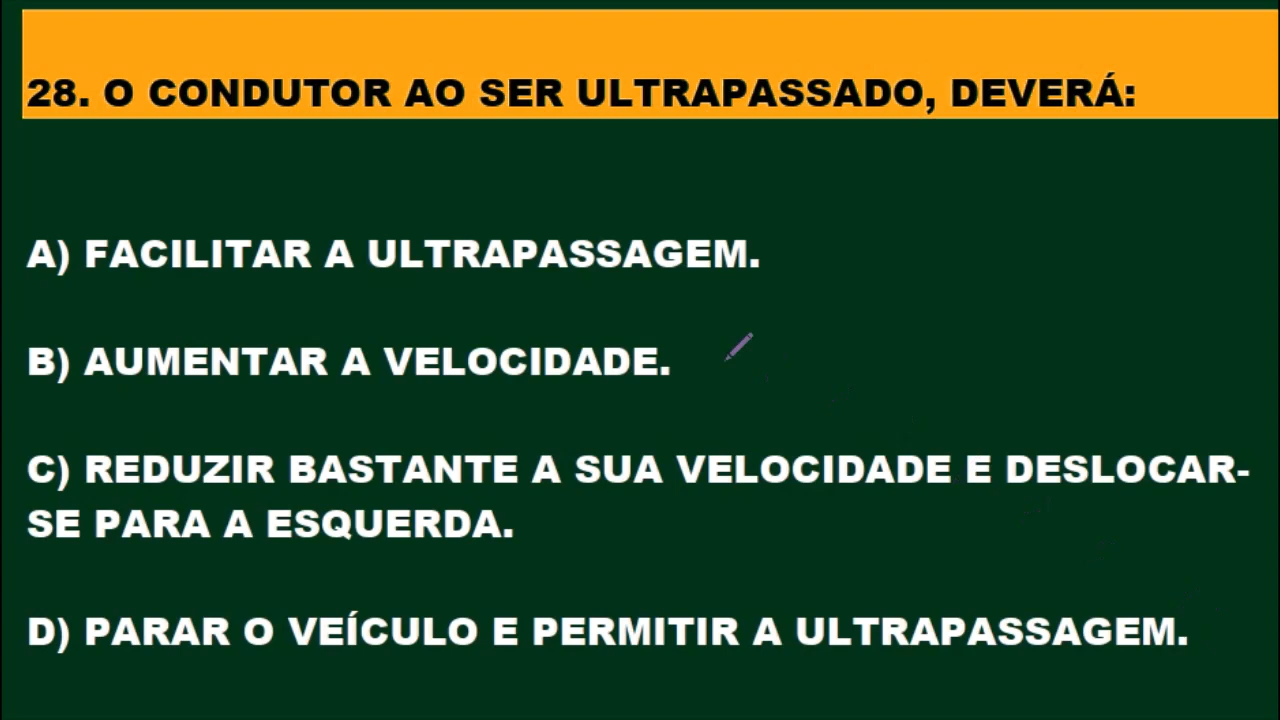 28. O CONDUTOR AO SER ULTRAPASSADO, DEVERÁ:
A) FACILITAR A ULTRAPASSAGEM.
B) AUMENTAR A VELOCIDADE.
C) REDUZIR BASTANTE A SUA VELOCIDADE E DESLOCAR-
SE PARA A ESQUERDA.
D) PARAR O VEÍCULO E PERMITIR A ULTRAPASSAGEM.